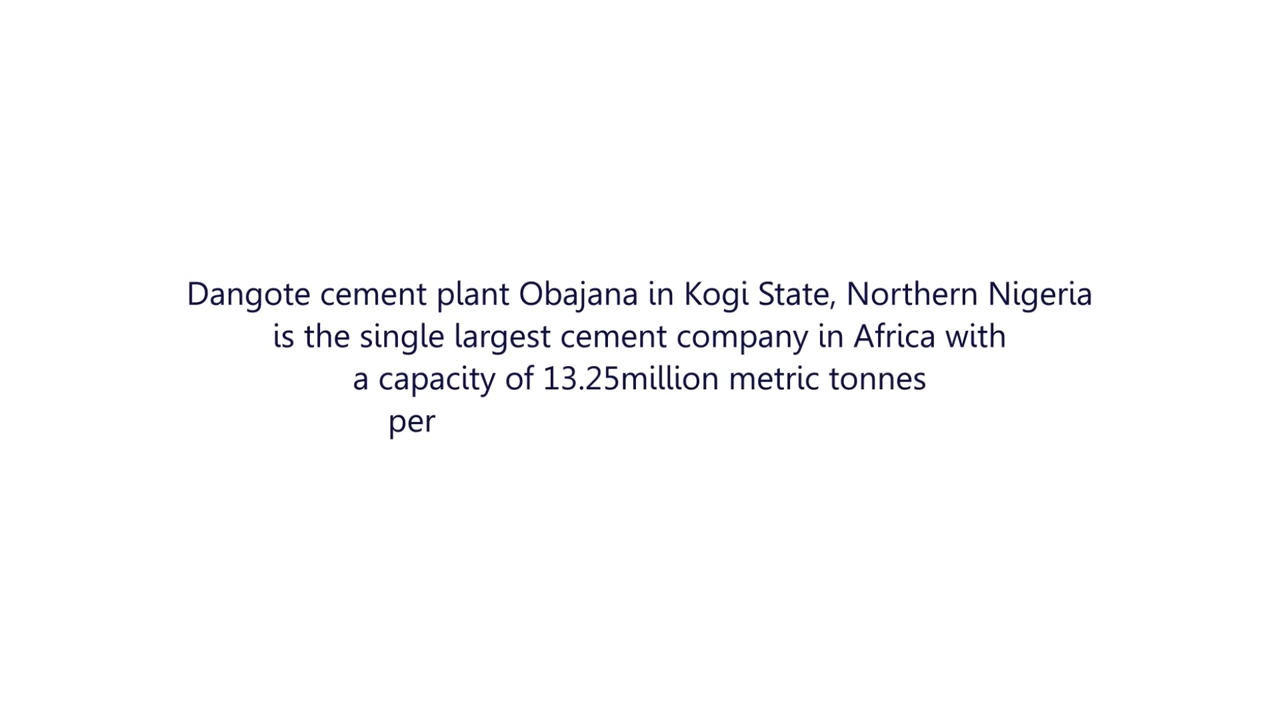 Dangote cement plant Obajana in Kogi State, Northern Nigeria
is the single largest cement company in Africa with
a capacity of 13.25million metric tonnes
per